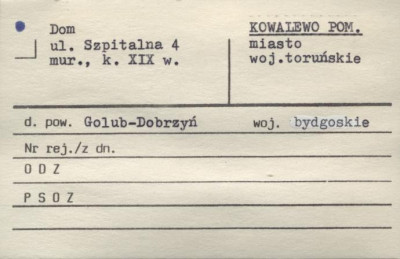 Dom
ul. Szpitalna 4
mur., k. XIX w.
KOWALEWO POM.
miasto
woj.toruńskie
d. pow. Golub-Dobrzyń woj. bydgoskie
Nr rej./z dn.
O D Z
P S O Z